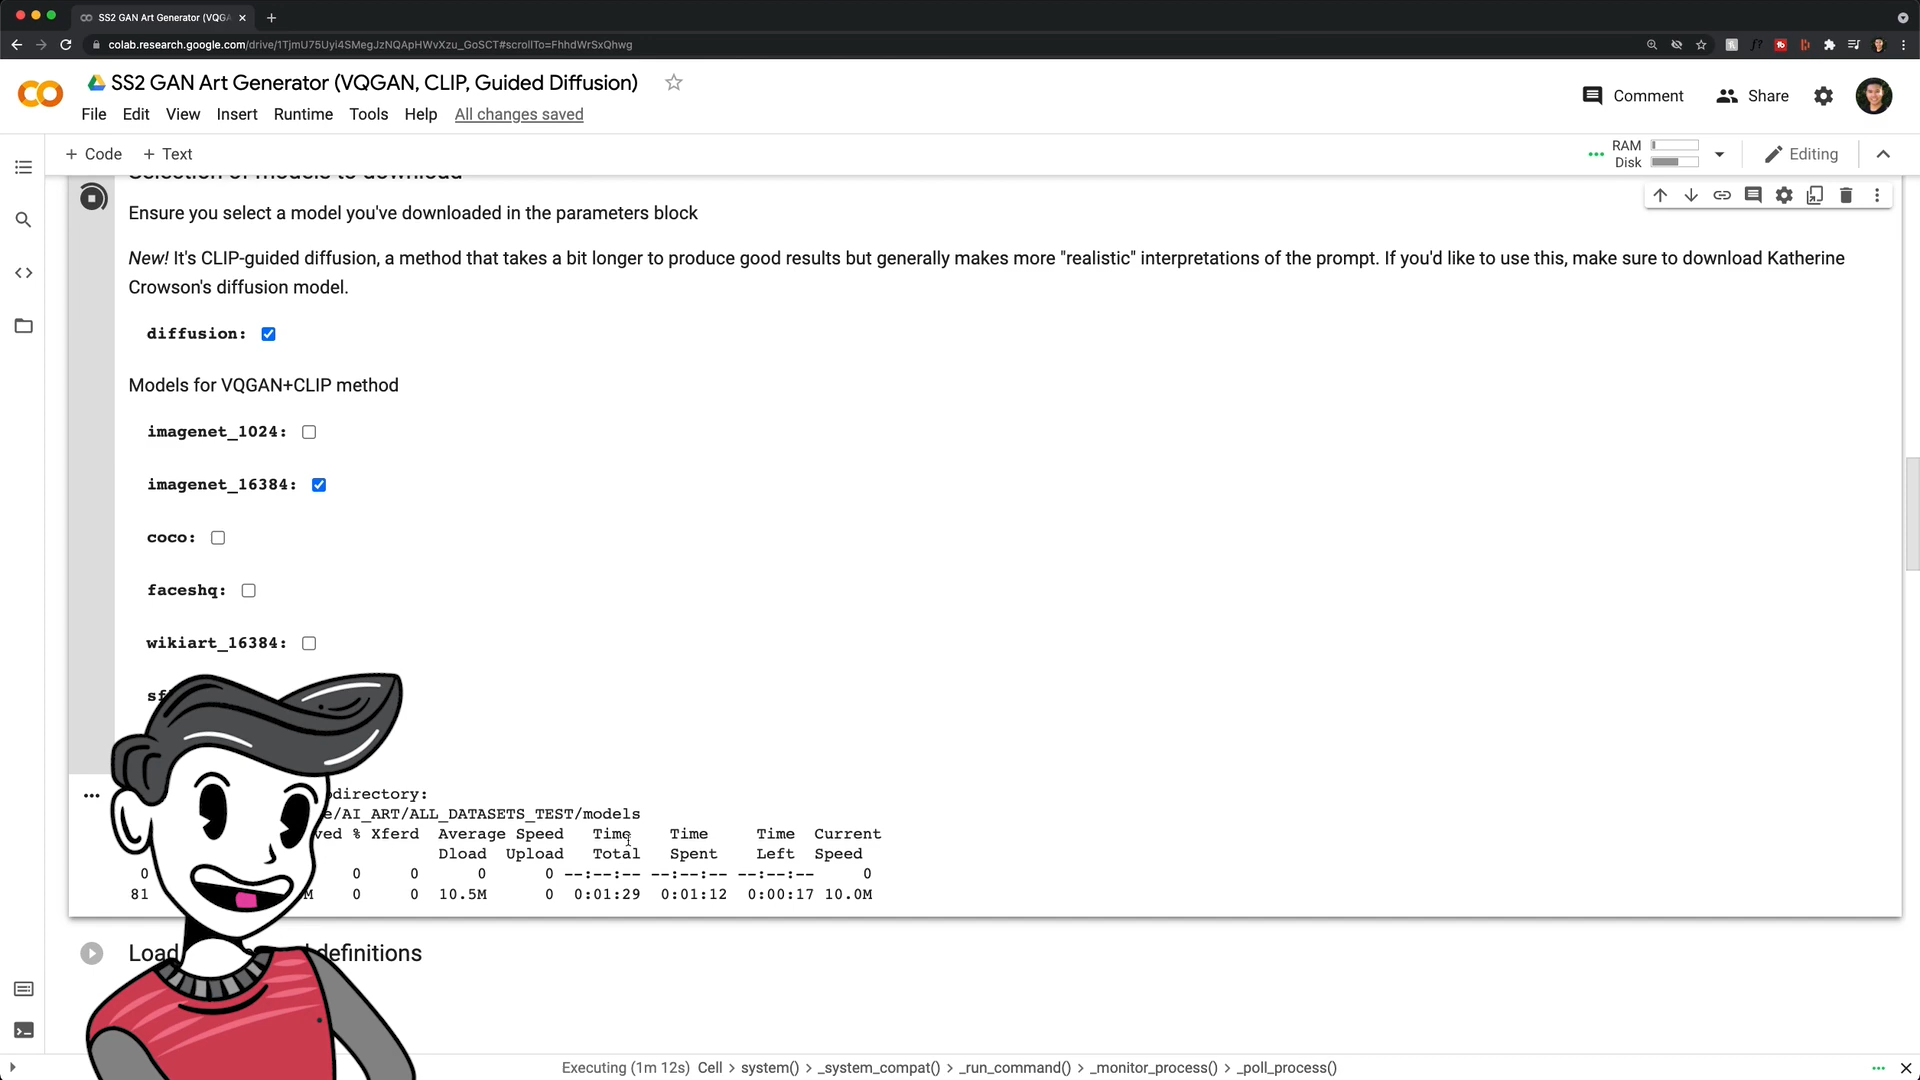 SS2 GAN Art Generator (VQGA
colab.research.google.com/drive/1TjmU75Uyi4SMegJzNQApHWvXzu_GoSCT#scrollTo=FhhdWrSxQhwg
SS2 GAN Art Generator (VQGAN, CLIP, Guided Diffusion)
Comment
Share
File Edit View Insert Runtime Tools Help All changes saved
+ Code + Text
RAM
Disk
Editing
Selection of models to download
Ensure you select a model you've downloaded in the parameters block
New! It's CLIP-guided diffusion, a method that takes a bit longer to produce good results but generally makes more "realistic" interpretations of the prompt. If you'd like to use this, make sure to download Katherine
Crowson's diffusion model.
diffusion:
Models for VQGAN+CLIP method
imagenet_1024:
imagenet_16384:
coco:
faceshq:
wikiart_16384:
sf
directory:
e/AI_ART/ALL_DATASETS_TEST/models
ved % Xferd Average Speed Time Time Time Current
Dload Upload Total Spent Left Speed
0 0 0 0 0 --:--:-- --:--:-- --:--:-- 0
81 M 0 0 10.5M 0 0:01:29 0:01:12 0:00:17 10.0M
Load definitions
Executing (1m 12s) Cell > system() > _system_compat() > _run_command() > _monitor_process() > _poll_process()